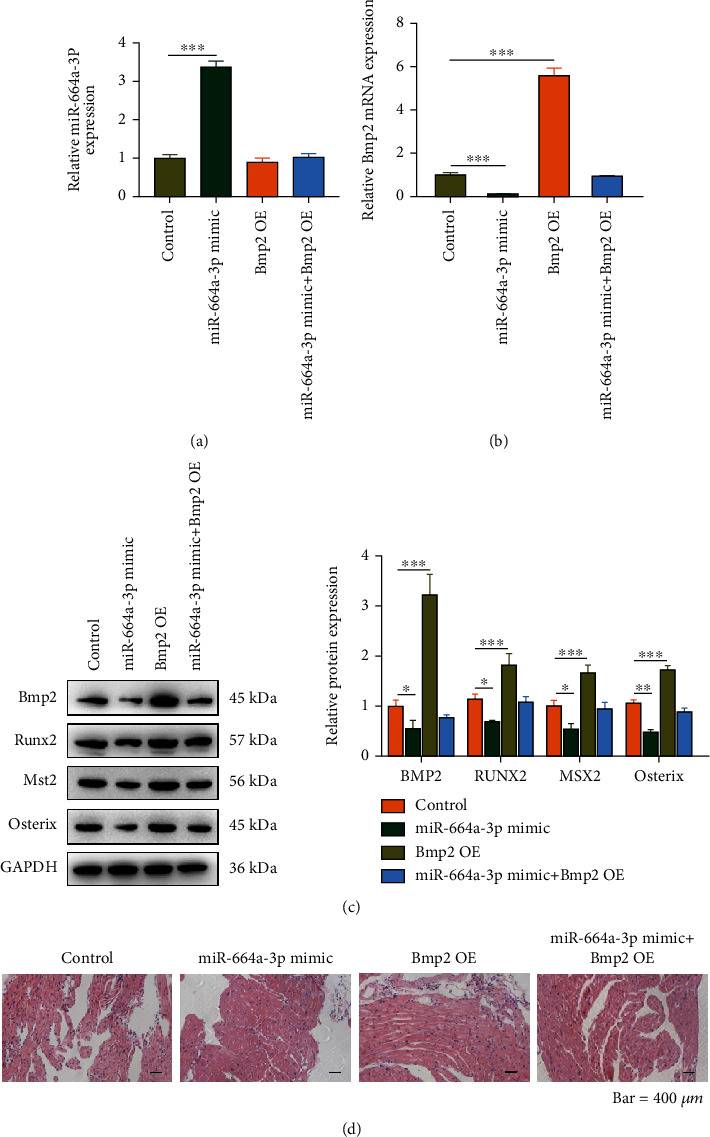 Relative miR-664a-3P
expression
4
3
2
1
0
***
Control
miR-664a-3p mimic
Bmp2 OE
miR-664a-3p mimic+Bmp2 OE
(a)
Relative Bmp2 mRNA expression
8
6
4
2
0
***
***
Control
miR-664a-3p mimic
Bmp2 OE
miR-664a-3p mimic+Bmp2 OE
(b)
Control
miR-664a-3p mimic
Bmp2 OE
miR-664a-3p mimic+Bmp2 OE
Bmp2 45 kDa
Runx2 57 kDa
Mst2 56 kDa
Osterix 45 kDa
GAPDH 36 kDa
Relative protein expression
4
3
2
1
0
***
*
***
*
***
*
***
**
BMP2 RUNX2 MSX2 Osterix
Control
miR-664a-3p mimic
Bmp2 OE
miR-664a-3p mimic+Bmp2 OE
(c)
Control
miR-664a-3p mimic
Bmp2 OE
miR-664a-3p mimic+
Bmp2 OE
Bar = 400 μm
(d)